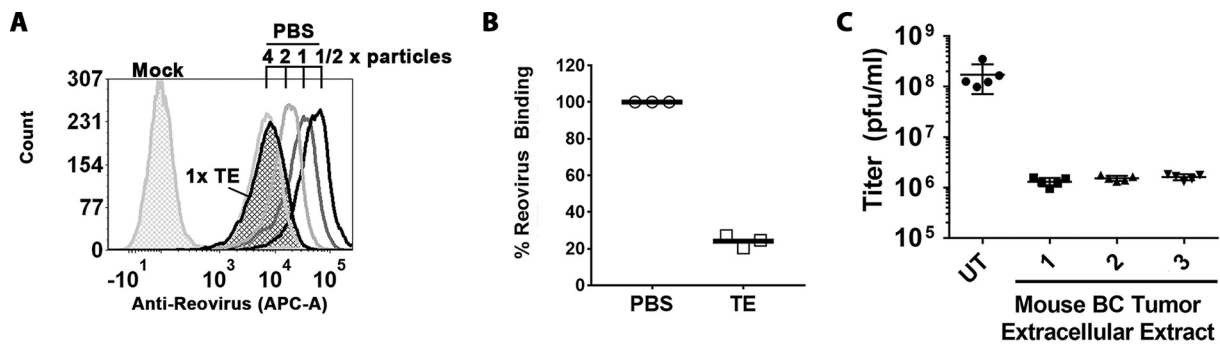 A
PBS
4 2 1 1/2 x particles
Mock
307
231
154
77
0
Count
1x TE
-10¹ 10³ 10⁴ 10⁵
Anti-Reovirus (APC-A)
B
120
100
80
60
40
20
0
% Reovirus Binding
PBS TE
C
10⁹
10⁸
10⁷
10⁶
10⁵
Titer (pfu/ml)
UT 1 2 3
Mouse BC Tumor
Extracellular Extract